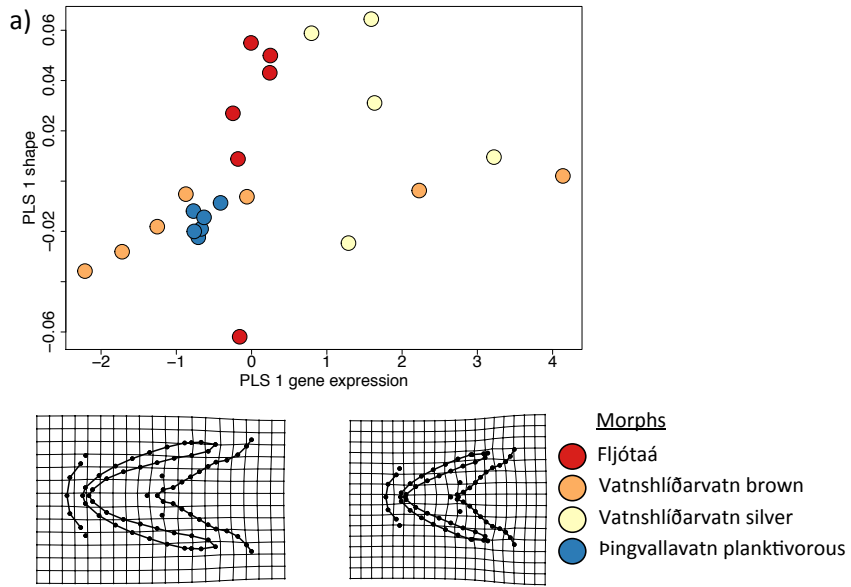 a)
0.06
0.04
0.02
-0.02
-0.06
PLS 1 shape
−2 −1 0 1 2 3 4
PLS 1 gene expression
Morphs
Fljótaá
Vatnshlíðarvatn brown
Vatnshlíðarvatn silver
Þingvallavatn planktivorous